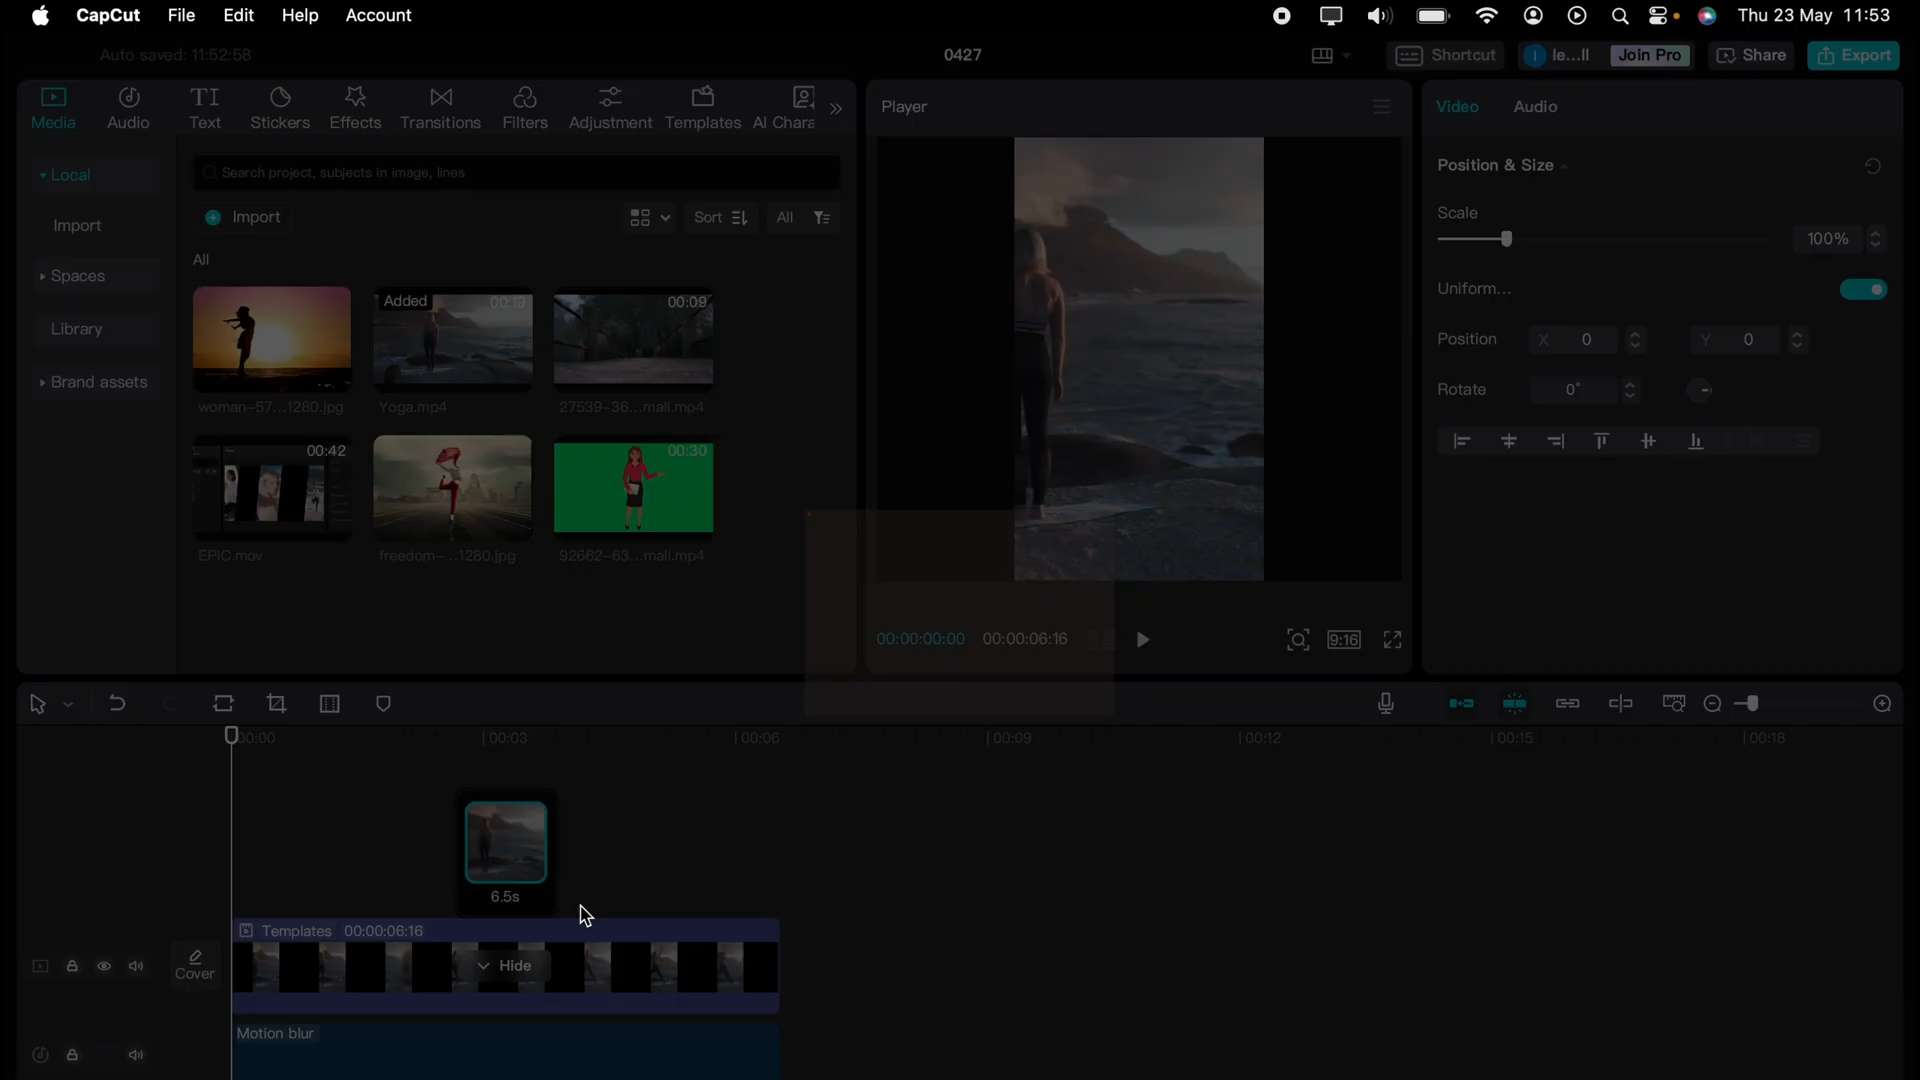 CapCut File Edit Help Account Thu 23 May 11:53
Auto saved: 11:52:58 0427 Shortcut le...ll Join Pro Share Export
Media Audio Text Stickers Effects Transitions Filters Adjustment Templates AI Chara
Player
Video Audio
Local
Search project, subjects in image, lines
Position & Size
Import
Import
Sort All
Scale
100%
All
Spaces
Library
Brand assets
Added 00:19 00:09
woman-57...1280.jpg Yoga.mp4 27539-36...mall.mp4
00:42 00:30
EPIC.mov freedom-...1280.jpg 92662-63...mall.mp4
Uniform...
Position X 0 Y 0
Rotate 0°
00:00:00:00 00:00:06:16 9:16
00:00 00:03 00:06 00:09 00:12 00:15 00:18
6.5s
Templates 00:00:06:16
Cover
Hide
Motion blur